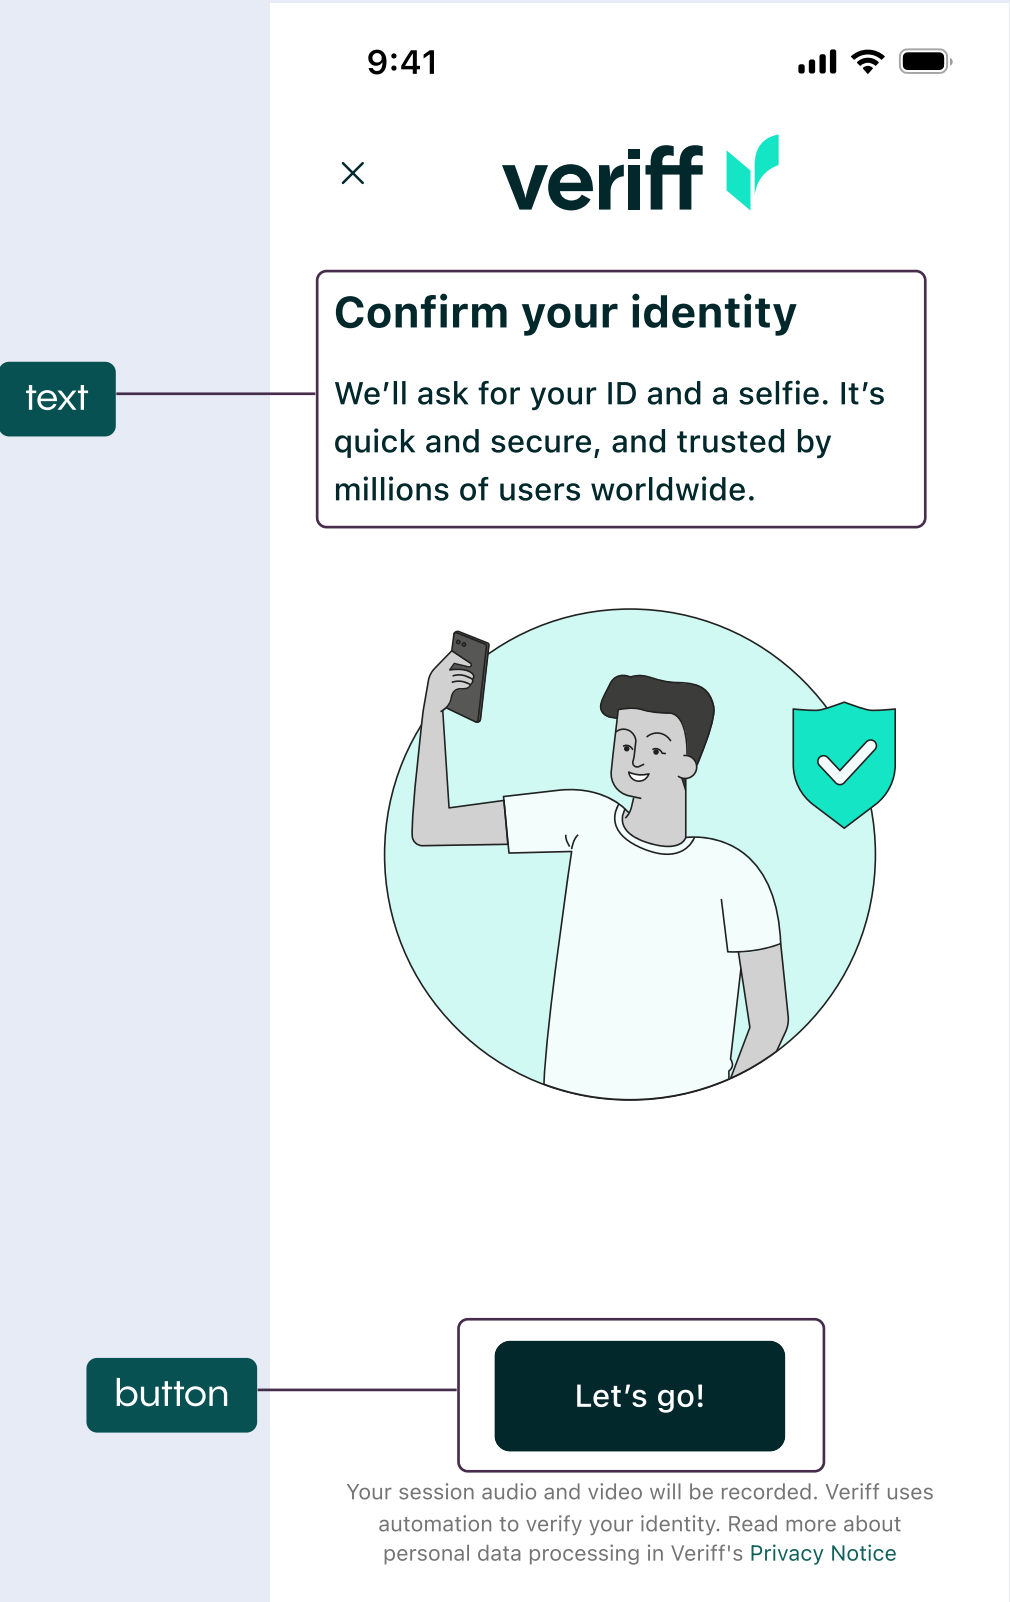 9:41
veriff
Confirm your identity
We’ll ask for your ID and a selfie. It’s
quick and secure, and trusted by
millions of users worldwide.
text
button
Let’s go!
Your session audio and video will be recorded. Veriff uses
automation to verify your identity. Read more about
personal data processing in Veriff's Privacy Notice